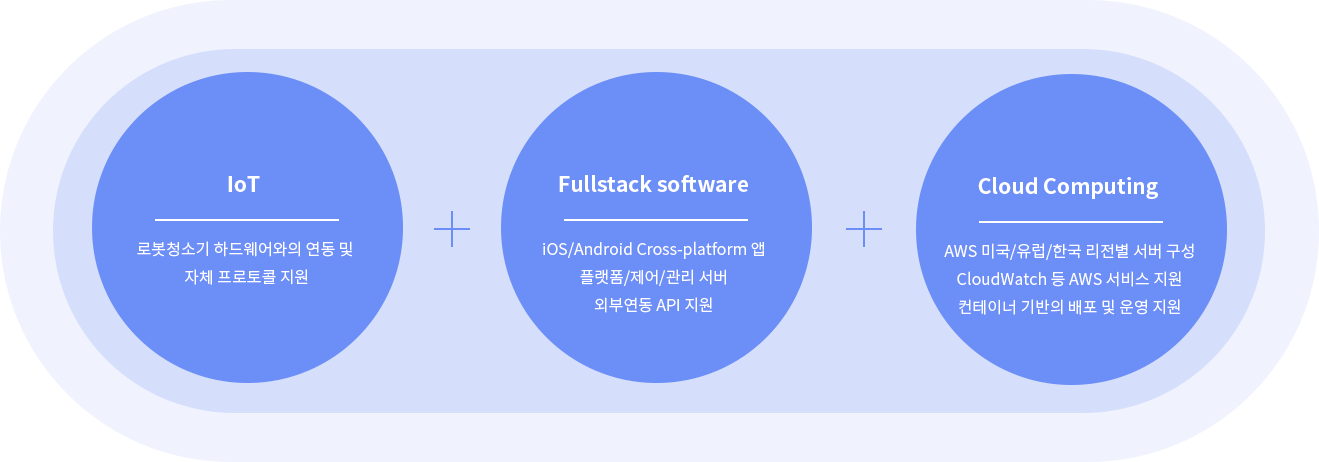 IoT
로봇청소기 하드웨어와의 연동 및
자체 프로토콜 지원
Fullstack software
iOS/Android Cross-platform 앱
플랫폼/제어/관리 서버
외부연동 API 지원
Cloud Computing
AWS 미국/유럽/한국 리전별 서버 구성
CloudWatch 등 AWS 서비스 지원
컨테이너 기반의 배포 및 운영 지원